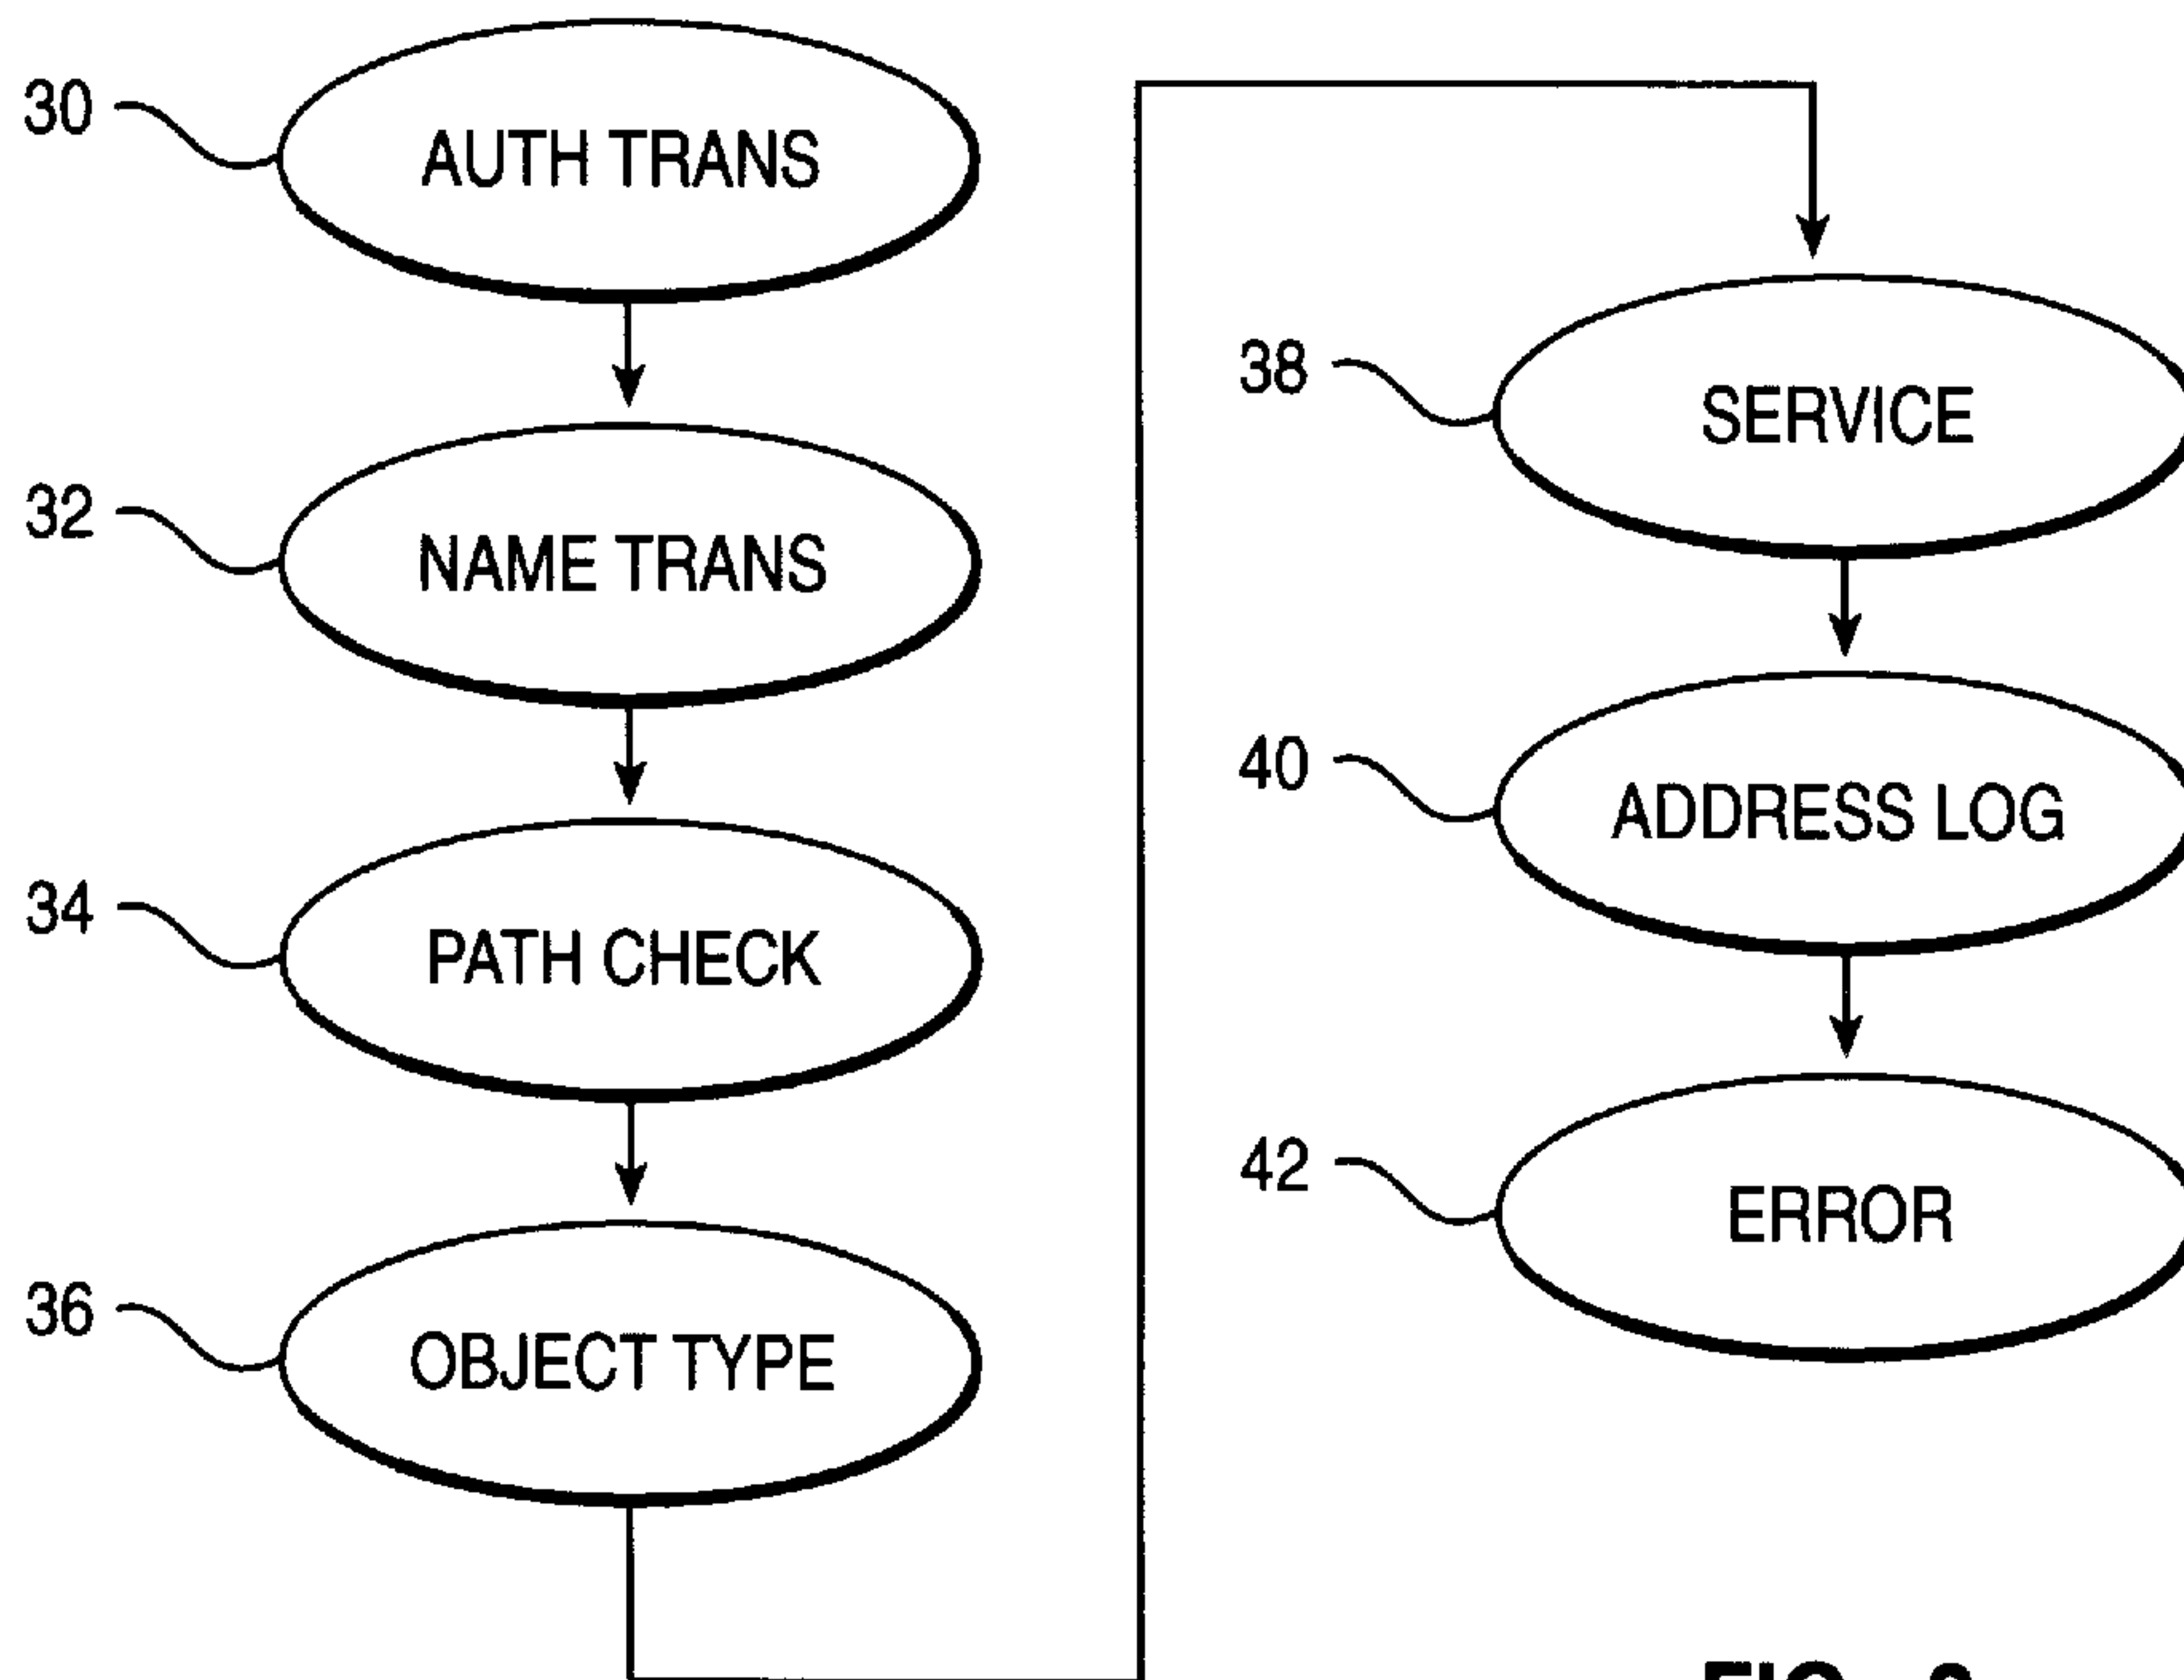 30
AUTH TRANS
32
NAME TRANS
34
PATH CHECK
36
OBJECT TYPE
38
SERVICE
40
ADDRESS LOG
42
ERROR
FIG.